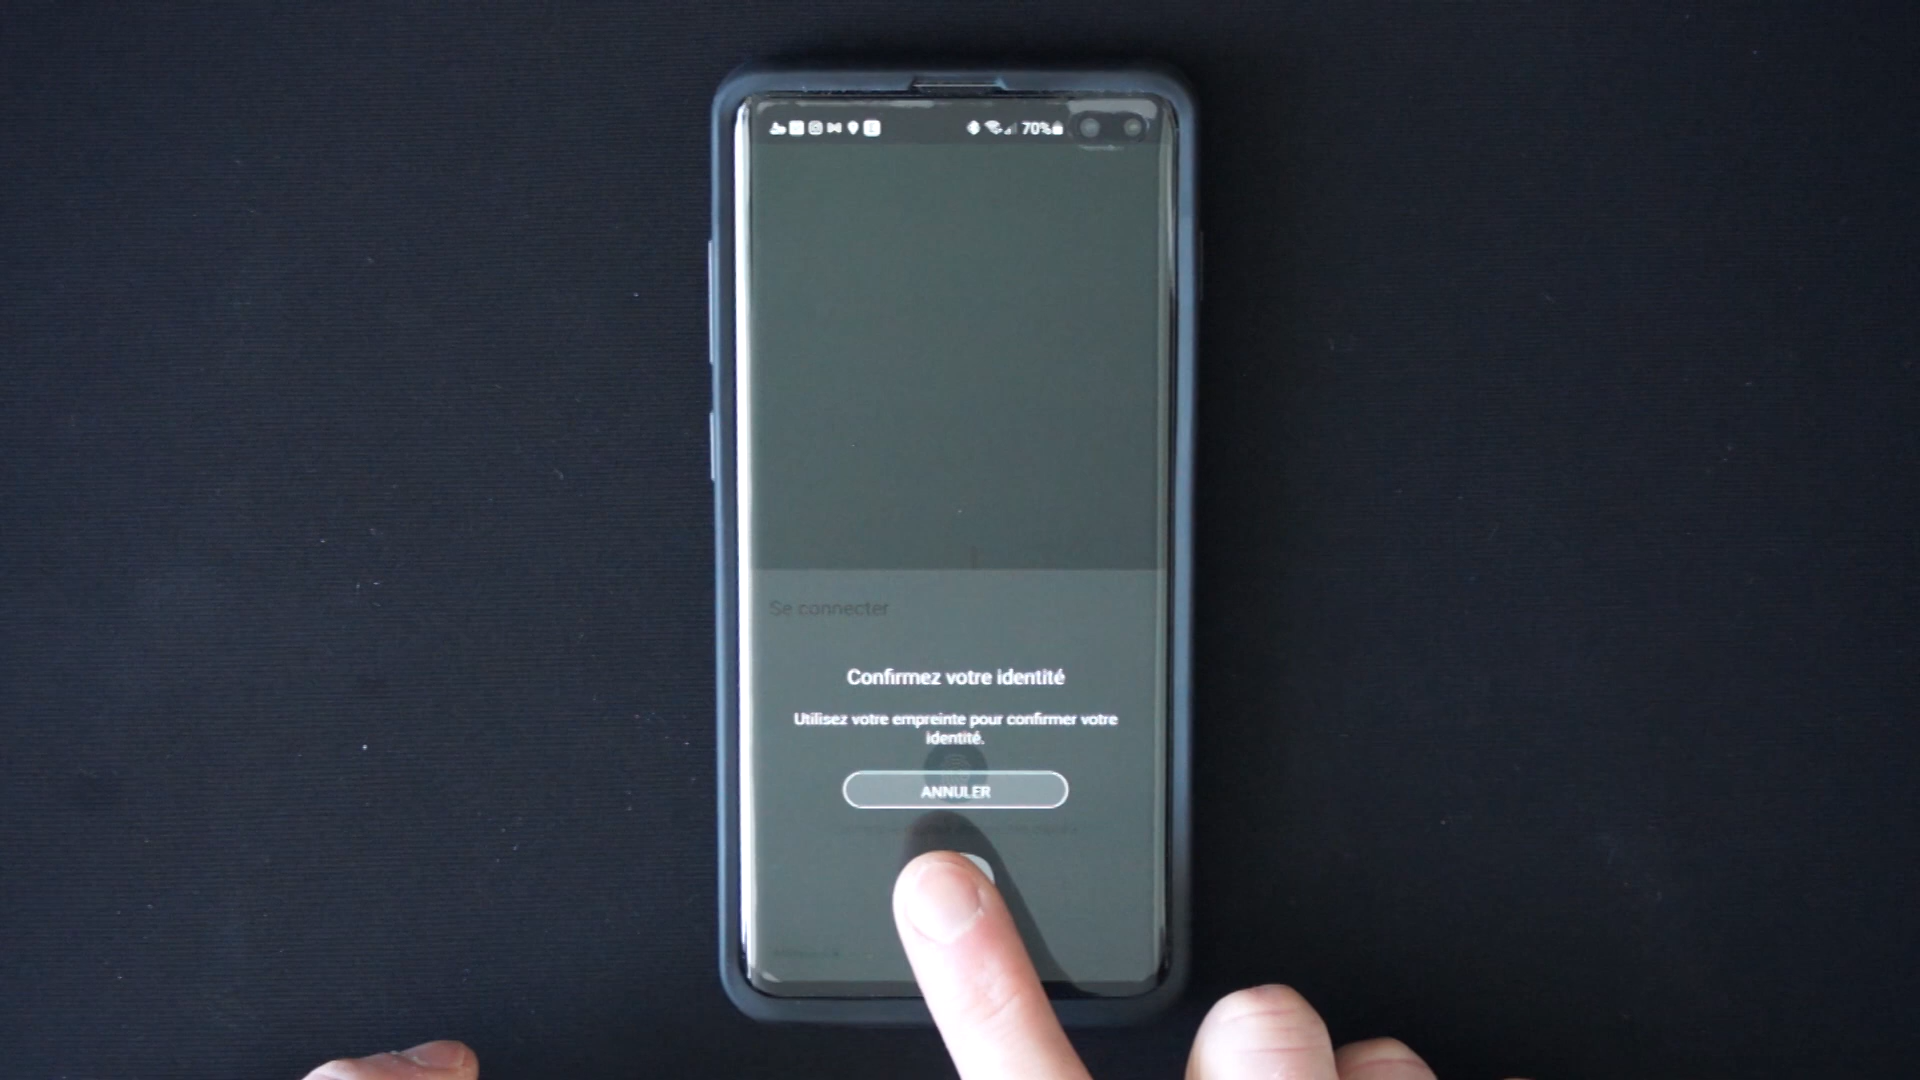 70%
Se connecter
Confirmez votre identité
Utilisez votre empreinte pour confirmer votre
identité.
ANNULER